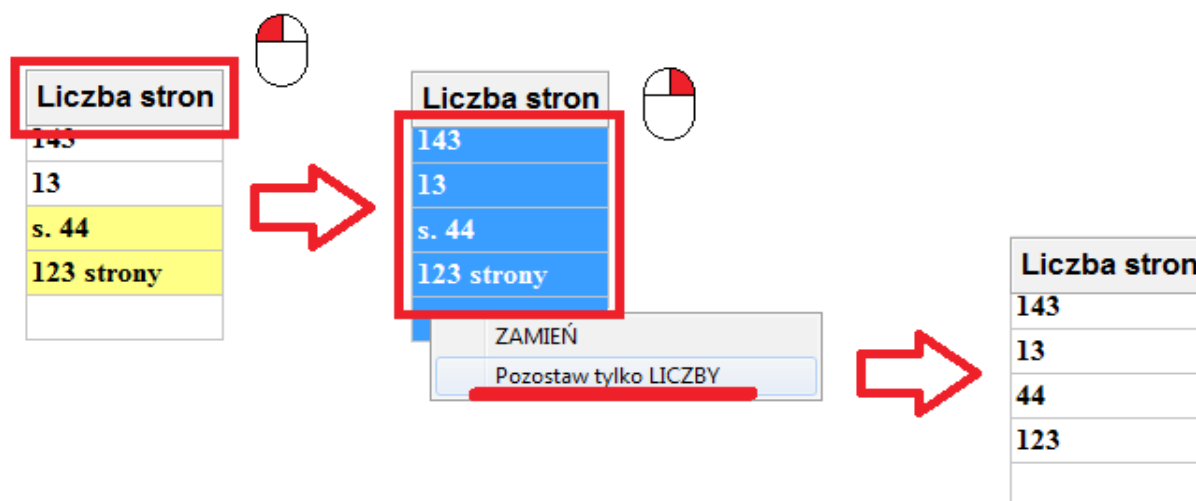 Liczba stron
143
13
s. 44
123 strony
Liczba stron
143
13
s. 44
123 strony
ZAMIEŃ
Pozostaw tylko LICZBY
Liczba stron
143
13
44
123